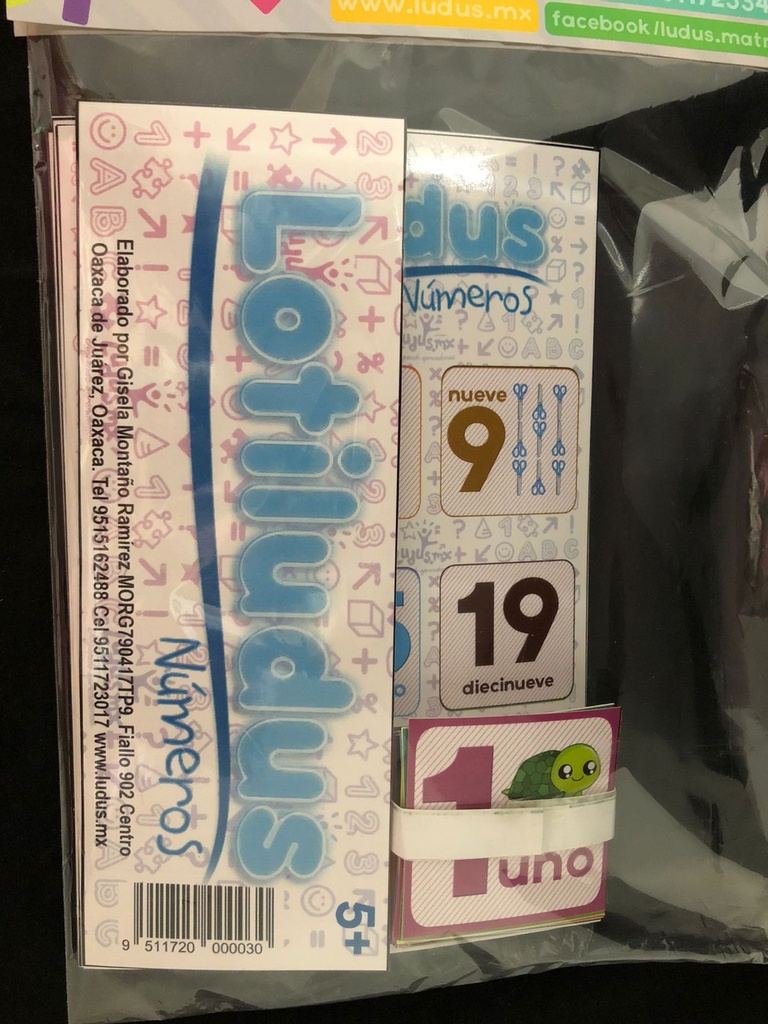 www.ludus.mx
facebook/ludus.matr
Lotiludus
Números
Elaborado por Gisela Montaño Ramírez MORG790417TP9. Fiallo 902 Centro
Oaxaca de Juárez, Oaxaca. Tel 9515162488 Cel 9511723017 www.ludus.mx
9 511720 000030
5+
dus
Números
nueve
9
19
diecinueve
1
uno